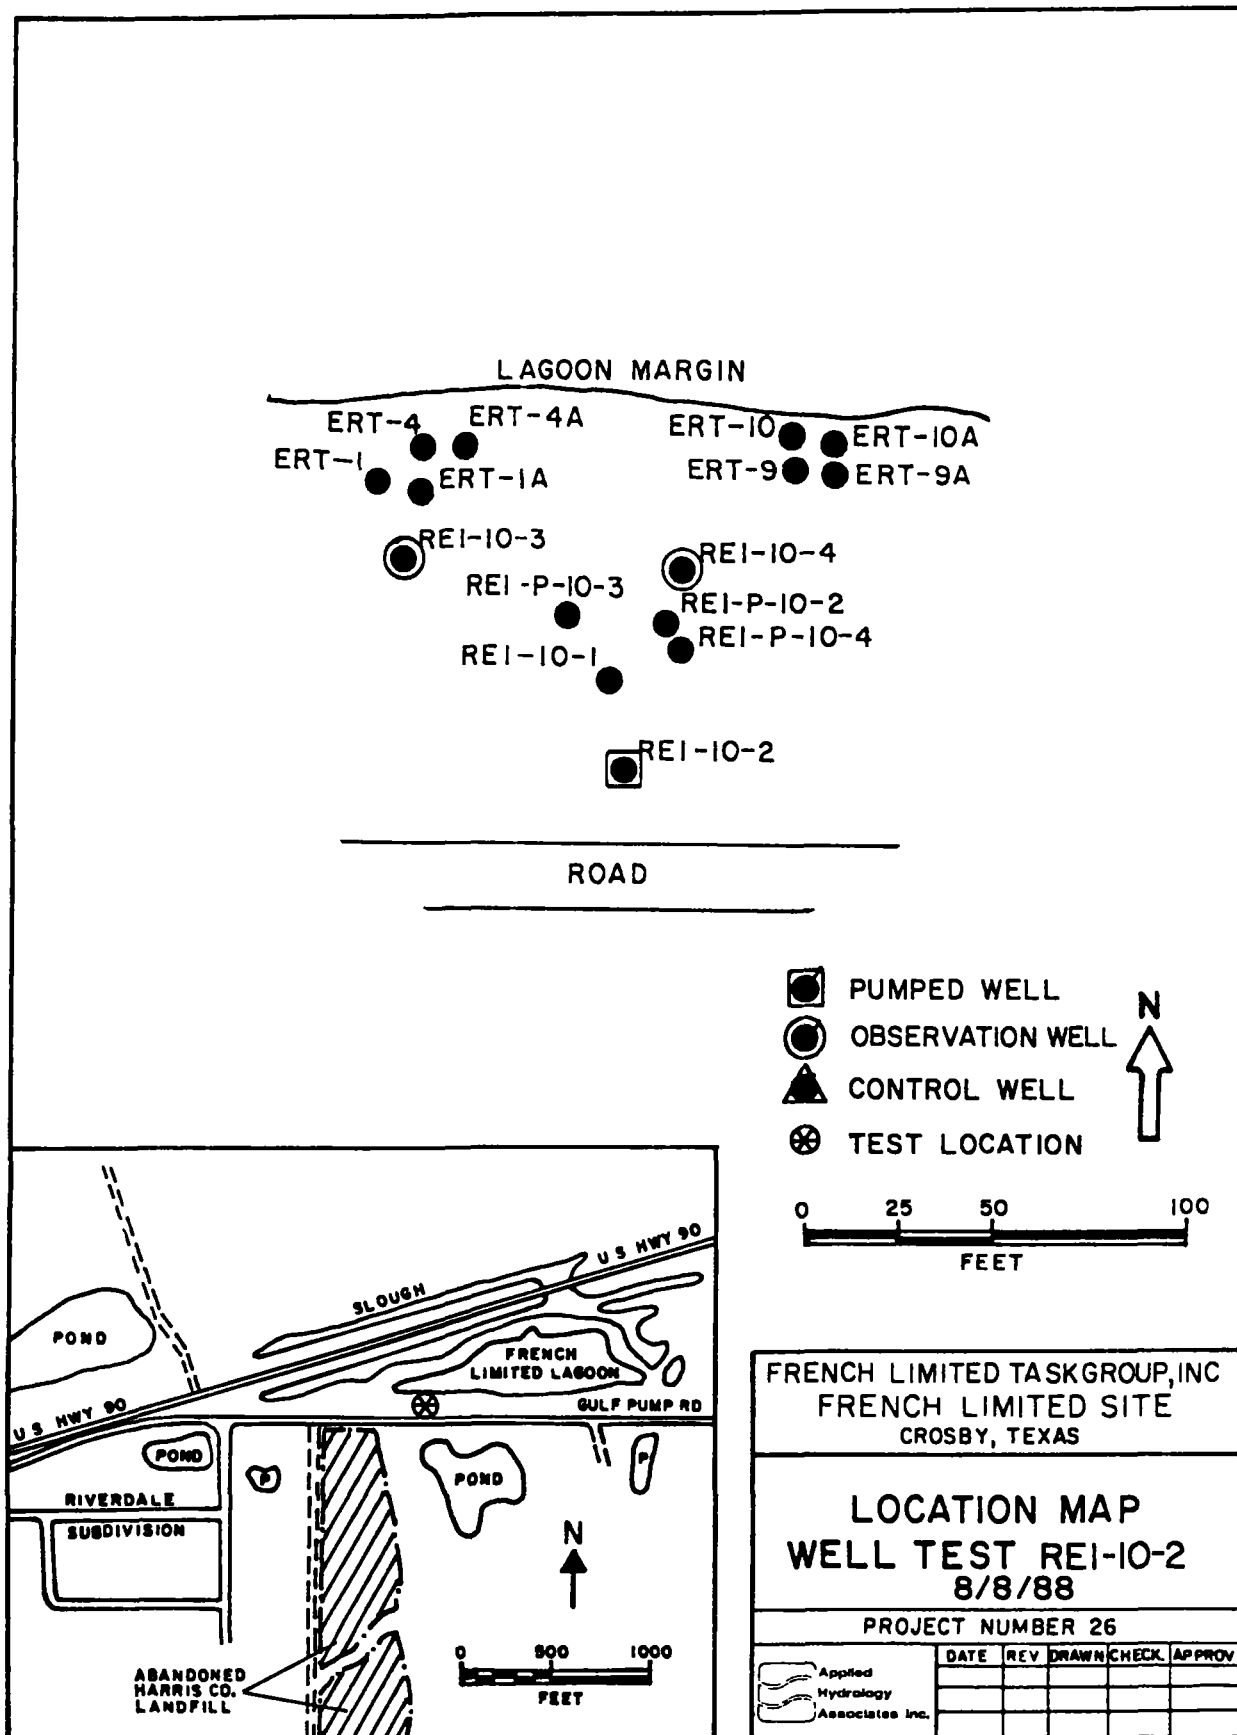 LAGOON MARGIN
ERT-4
ERT-4A
ERT-10
ERT-10A
ERT-1
ERT-1A
ERT-9
ERT-9A
REI-10-3
REI-10-4
REI-P-10-3
REI-P-10-2
REI-10-1
REI-P-10-4
REI-10-2
ROAD
PUMPED WELL
OBSERVATION WELL
CONTROL WELL
TEST LOCATION
N
0 25 50 100
FEET
U S HWY 90
SLOUGH
POND
FRENCH
LIMITED LAGOON
U S HWY 90
GULF PUMP RD
POND
P
POND
P
RIVERDALE
SUBDIVISION
N
0 500 1000
FEET
ABANDONED
HARRIS CO.
LANDFILL
FRENCH LIMITED TASKGROUP, INC
FRENCH LIMITED SITE
CROSBY, TEXAS
LOCATION MAP
WELL TEST REI-10-2
8/8/88
PROJECT NUMBER 26
Applied
Hydrology
Associates Inc.
DATE REV DRAWN CHECK. APPROV